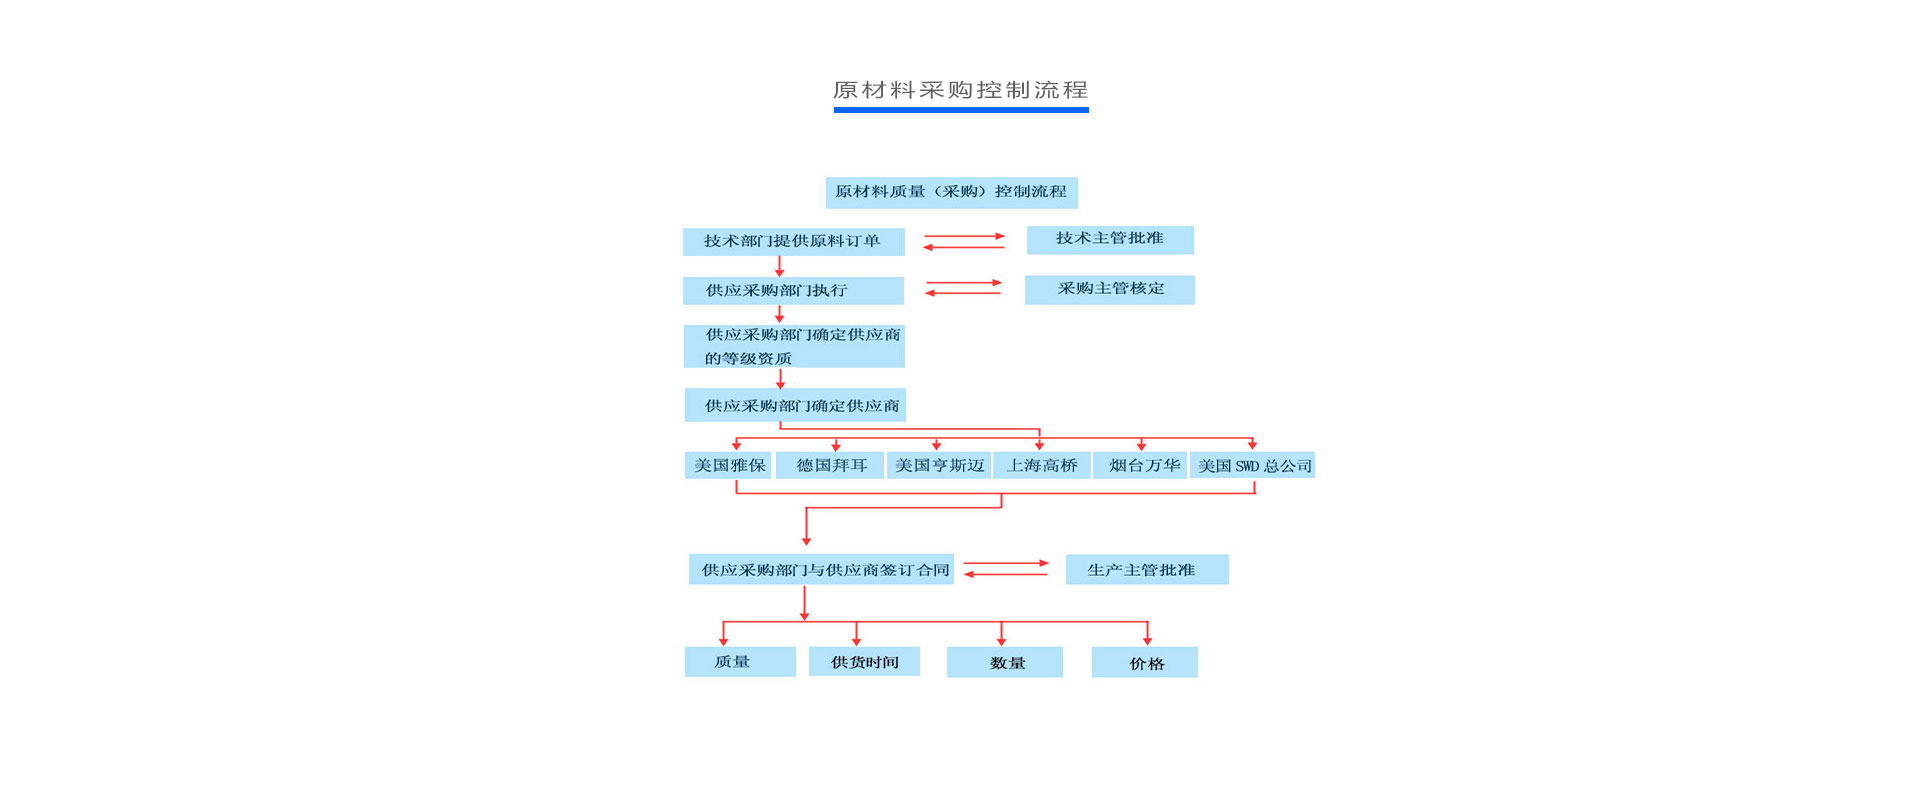 原材料采购控制流程
原材料质量（采购）控制流程
技术部门提供原料订单
技术主管批准
供应采购部门执行
采购主管核定
供应采购部门确定供应商
的等级资质
供应采购部门确定供应商
美国雅保
德国拜耳
美国亨斯迈
上海高桥
烟台万华
美国 SWD 总公司
供应采购部门与供应商签订合同
生产主管批准
质量
供货时间
数量
价格